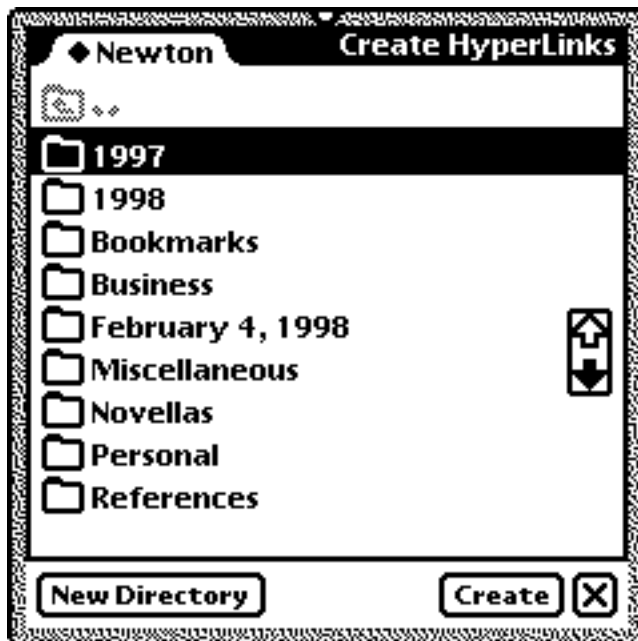 ◆Newton
Create HyperLinks
..
1997
1998
Bookmarks
Business
February 4, 1998
Miscellaneous
Novellas
Personal
References
New Directory
Create